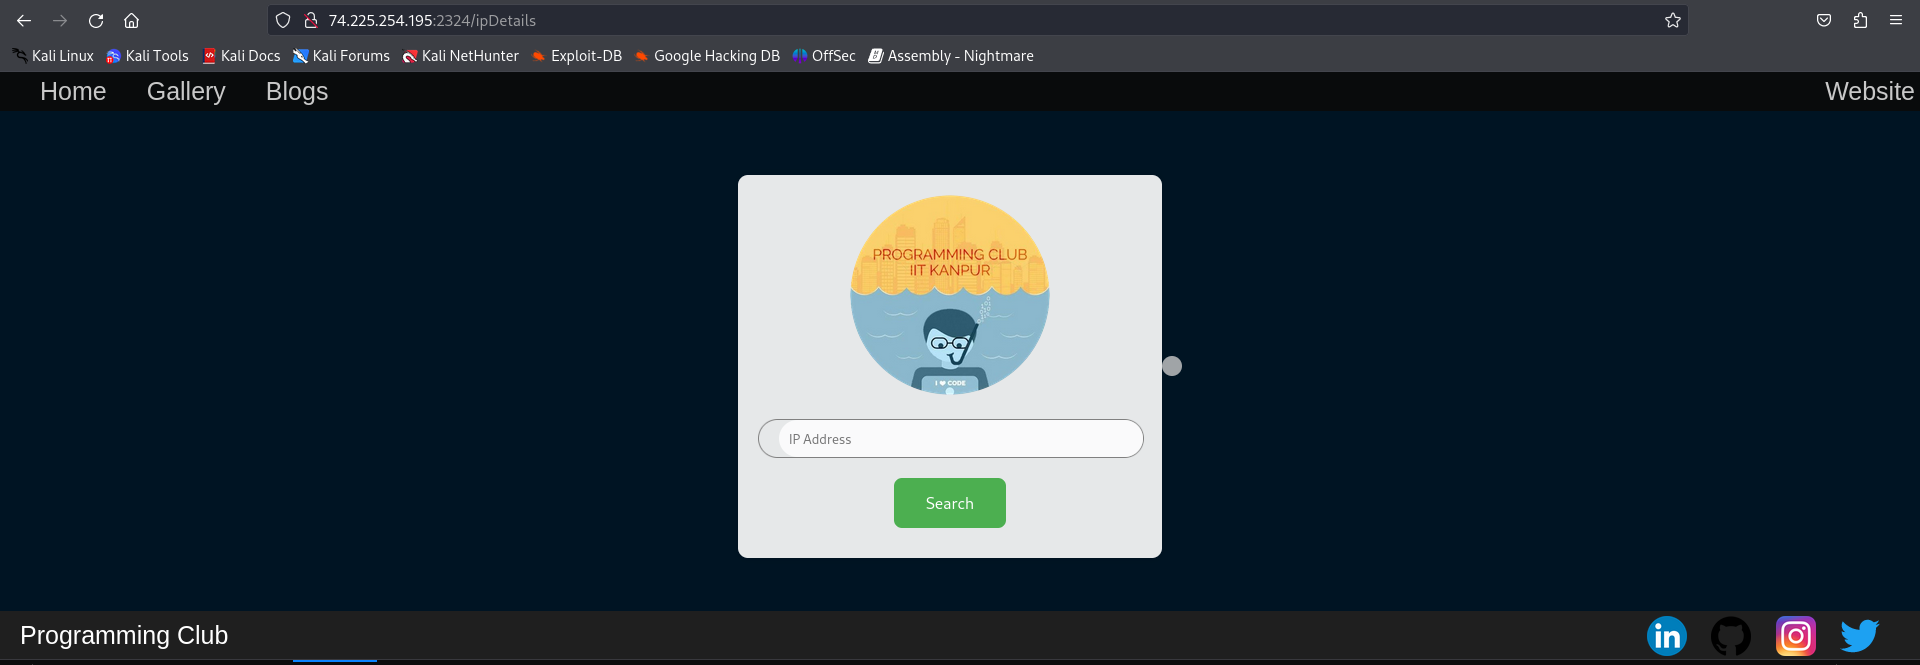 74.225.254.195:2324/ipDetails
Kali Linux Kali Tools Kali Docs Kali Forums Kali NetHunter Exploit-DB Google Hacking DB OffSec Assembly - Nightmare
Home Gallery Blogs Website
PROGRAMMING CLUB
IIT KANPUR
I ❤ CODE
IP Address
Search
Programming Club